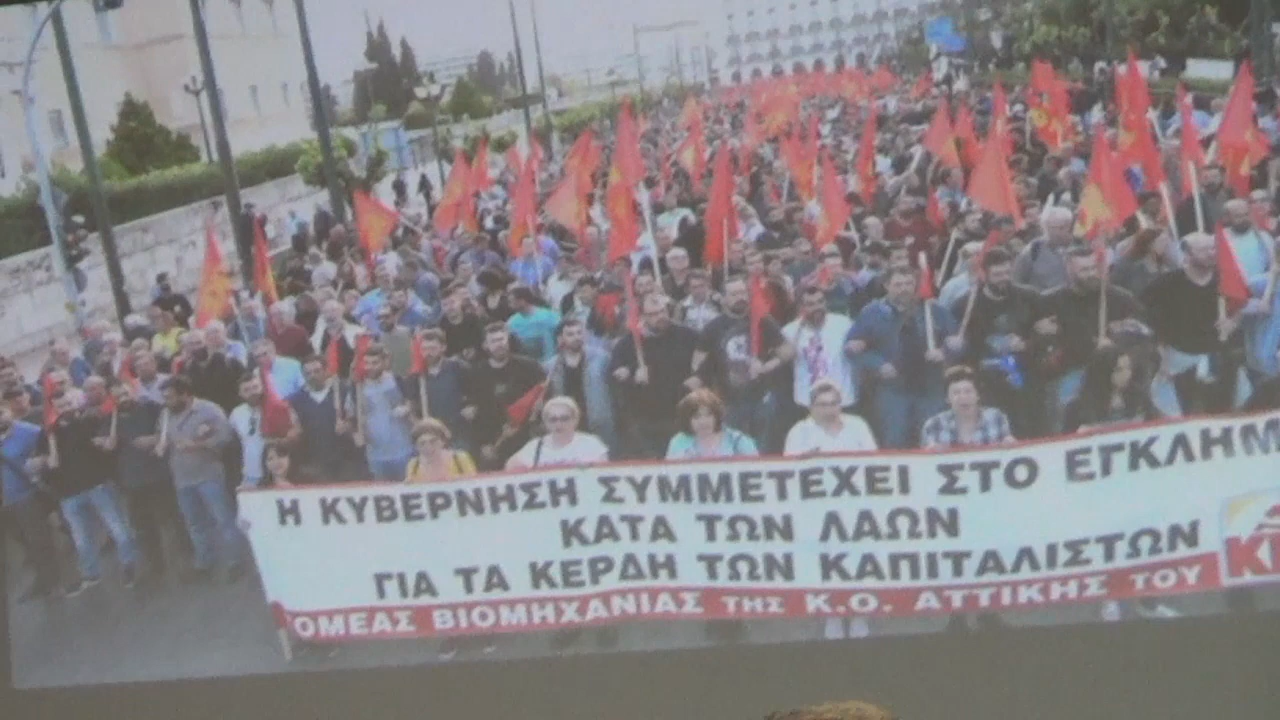 Η ΚΥΒΕΡΝΗΣΗ ΣΥΜΜΕΤΕΧΕΙ ΣΤΟ ΕΓΚΛΗΜ
ΚΑΤΑ ΤΩΝ ΛΑΩΝ
ΓΙΑ ΤΑ ΚΕΡΔΗ ΤΩΝ ΚΑΠΙΤΑΛΙΣΤΩΝ
ΤΟΜΕΑΣ ΒΙΟΜΗΧΑΝΙΑΣ ΤΗΣ Κ.Ο. ΑΤΤΙΚΗΣ ΤΟΥ